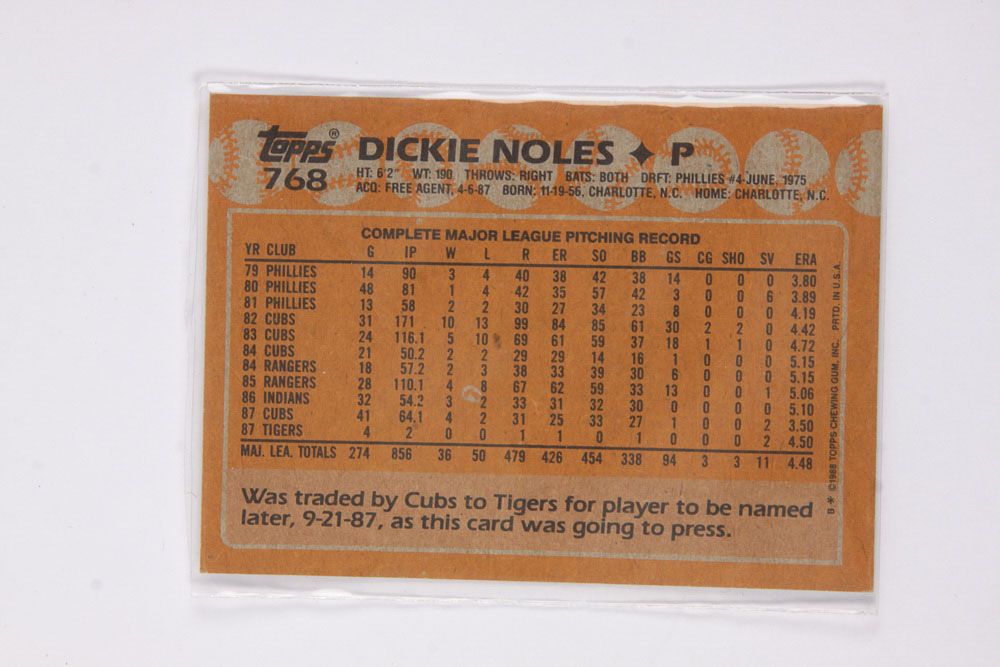 topps® DICKIE NOLES ✦ P
768 HT: 6'2" WT: 190 THROWS: RIGHT BATS: BOTH DRFT: PHILLIES #4-JUNE, 1975
ACQ: FREE AGENT, 4-6-87 BORN: 11-19-56, CHARLOTTE, N.C. HOME: CHARLOTTE, N.C.
COMPLETE MAJOR LEAGUE PITCHING RECORD
YR CLUB G IP W L R ER SO BB GS CG SHO SV ERA
79 PHILLIES 14 90 3 4 40 38 42 38 14 0 0 0 3.80
80 PHILLIES 48 81 1 4 42 35 57 42 3 0 0 6 3.89
81 PHILLIES 13 58 2 2 30 27 34 23 8 0 0 0 4.19
82 CUBS 31 171 10 13 99 84 85 61 30 2 2 0 4.42
83 CUBS 24 116.1 5 10 69 61 59 37 18 1 1 0 4.72
84 CUBS 21 50.2 2 2 29 29 14 16 1 0 0 0 5.15
84 RANGERS 18 57.2 2 3 38 33 39 30 6 0 0 0 5.15
85 RANGERS 28 110.1 4 8 67 62 59 33 13 0 0 1 5.06
86 INDIANS 32 54.2 3 2 33 31 32 30 0 0 0 0 5.10
87 CUBS 41 64.1 4 2 31 25 33 27 1 0 0 2 3.50
87 TIGERS 4 2 0 0 1 1 0 1 0 0 0 2 4.50
MAJ. LEA. TOTALS 274 856 36 50 479 426 454 338 94 3 3 11 4.48
Was traded by Cubs to Tigers for player to be named
later, 9-21-87, as this card was going to press.
B * ©1988 TOPPS CHEWING GUM, INC. PRTD. IN U.S.A.